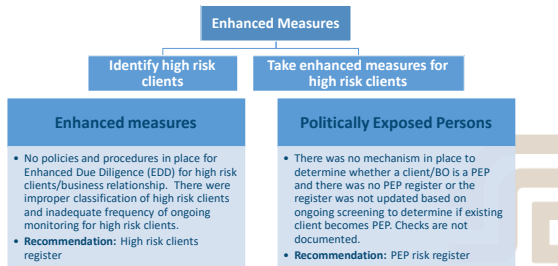 Enhanced Measures
Identify high risk
clients
Take enhanced measures for
high risk clients
Enhanced measures
• No policies and procedures in place for
Enhanced Due Diligence (EDD) for high risk
clients/business relationship. There were
improper classification of high risk clients
and inadequate frequency of ongoing
monitoring for high risk clients.
• Recommendation: High risk clients
register
Politically Exposed Persons
• There was no mechanism in place to
determine whether a client/BO is a PEP
and there was no PEP register or the
register was not updated based on
ongoing screening to determine if existing
client becomes PEP. Checks are not
documented.
• Recommendation: PEP risk register